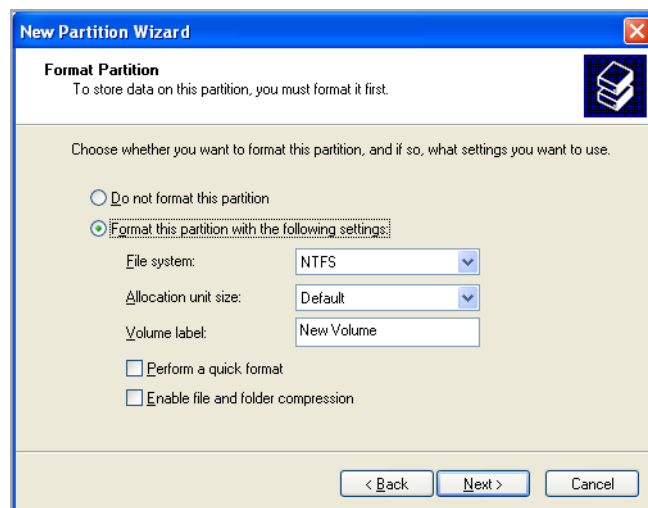 New Partition Wizard
Format Partition
To store data on this partition, you must format it first.
Choose whether you want to format this partition, and if so, what settings you want to use.
Do not format this partition
Format this partition with the following settings:
File system: NTFS
Allocation unit size: Default
Volume label: New Volume
Perform a quick format
Enable file and folder compression
< Back Next > Cancel